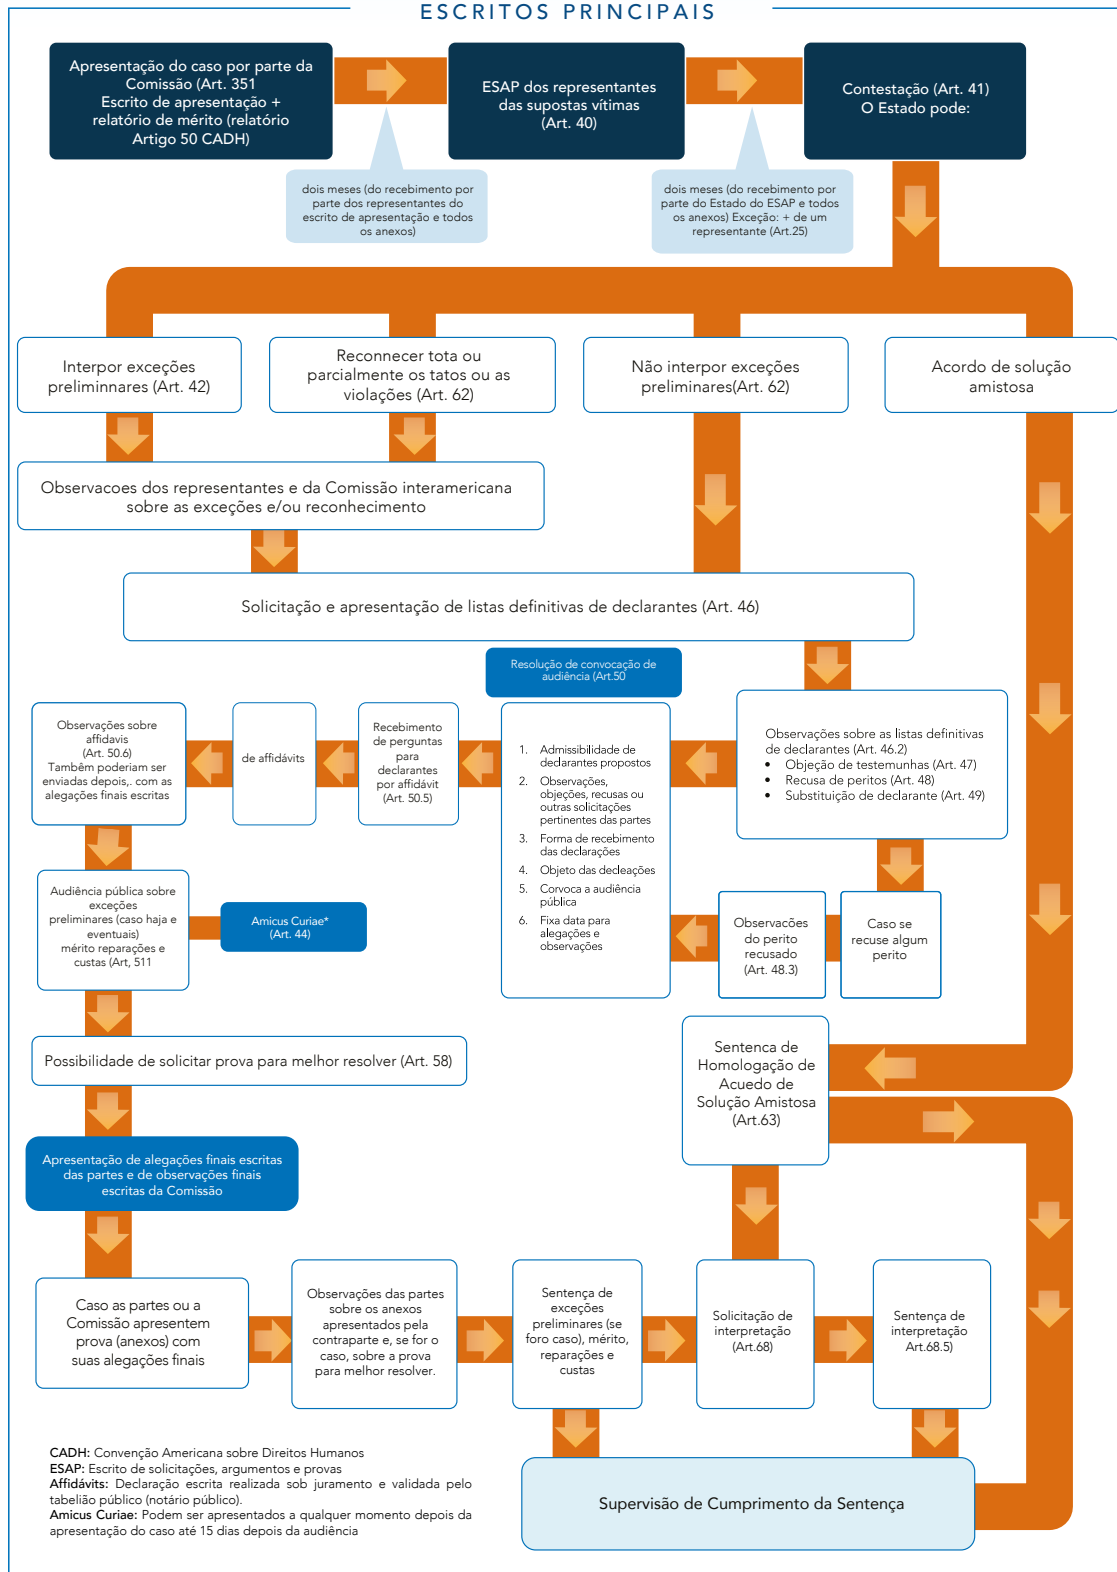 ESCRITOS PRINCIPAIS
Apresentação do caso por parte da
Comissão (Art. 351
Escrito de apresentação +
relatório de mérito (relatório
Artigo 50 CADH)
ESAP dos representantes
das supostas vítimas
(Art. 40)
Contestação (Art. 41)
O Estado pode:
dois meses (do recebimento por
parte dos representantes do
escrito de apresentação e todos
os anexos)
dois meses (do recebimento por
parte do Estado do ESAP e todos
os anexos) Exceção: + de um
representante (Art.25)
Interpor exceções
preliminnares (Art. 42)
Reconnecer tota ou
parcialmente os tatos ou as
violações (Art. 62)
Não interpor exceções
preliminares(Art. 62)
Acordo de solução
amistosa
Observacoes dos representantes e da Comissão interamericana
sobre as exceções e/ou reconhecimento
Solicitação e apresentação de listas definitivas de declarantes (Art. 46)
Resolução de convocação de
audiência (Art.50
Observações sobre
affidavis
(Art. 50.6)
Também poderiam ser
enviadas depois,. com as
alegações finais escritas
de affidávits
Recebimento
de perguntas
para
declarantes
por affidávit
(Art. 50.5)
1. Admissibilidade de
declarantes propostos
2. Observações,
objeções, recusas ou
outras solicitações
pertinentes das partes
3. Forma de recebimento
das declarações
4. Objeto das decleações
5. Corvoca a audiência
pública
6. Fixa data para
alegações e
observações
Observações sobre as listas definitivas
de declarantes (Art. 46.2)
• Objeção de testemunhas (Art. 47)
• Recusa de peritos (Art. 48)
• Substituição de declarante (Art. 49)
Audiência pública sobre
exceções
preliminares (caso haja e
eventuais)
mérito reparações e
custas (Art, 511
Amicus Curiae*
(Art. 44)
Observacões
do perito
recusado
(Art. 48.3)
Caso se
recuse algum
perito
Possibilidade de solicitar prova para melhor resolver (Art. 58)
Sentenca de
Homologação de
Acuedo de
Solução Amistosa
(Art.63)
Apresentação de alegações finais escritas
das partes e de observações finais
escritas da Comissão
Caso as partes ou a
Comissão apresentem
prova (anexos) com
suas alegações finais
Observações das partes
sobre os anexos
apresentados pela
contraparte e, se for o
caso, sobre a prova
para melhor resolver.
Sentença de
exceções
preliminares (se
foro caso), mérito,
reparações e
custas
Solicitação de
interpretação
(Art.68)
Sentença de
interpretação
Art.68.5)
Supervisão de Cumprimento da Sentença
CADH: Convenção Americana sobre Direitos Humanos
ESAP: Escrito de solicitações, argumentos e provas
Affidávits: Declaração escrita realizada sob juramento e validada pelo
tabelião público (notário público).
Amicus Curiae: Podem ser apresentados a qualquer momento depois da
apresentação do caso até 15 dias depois da audiência